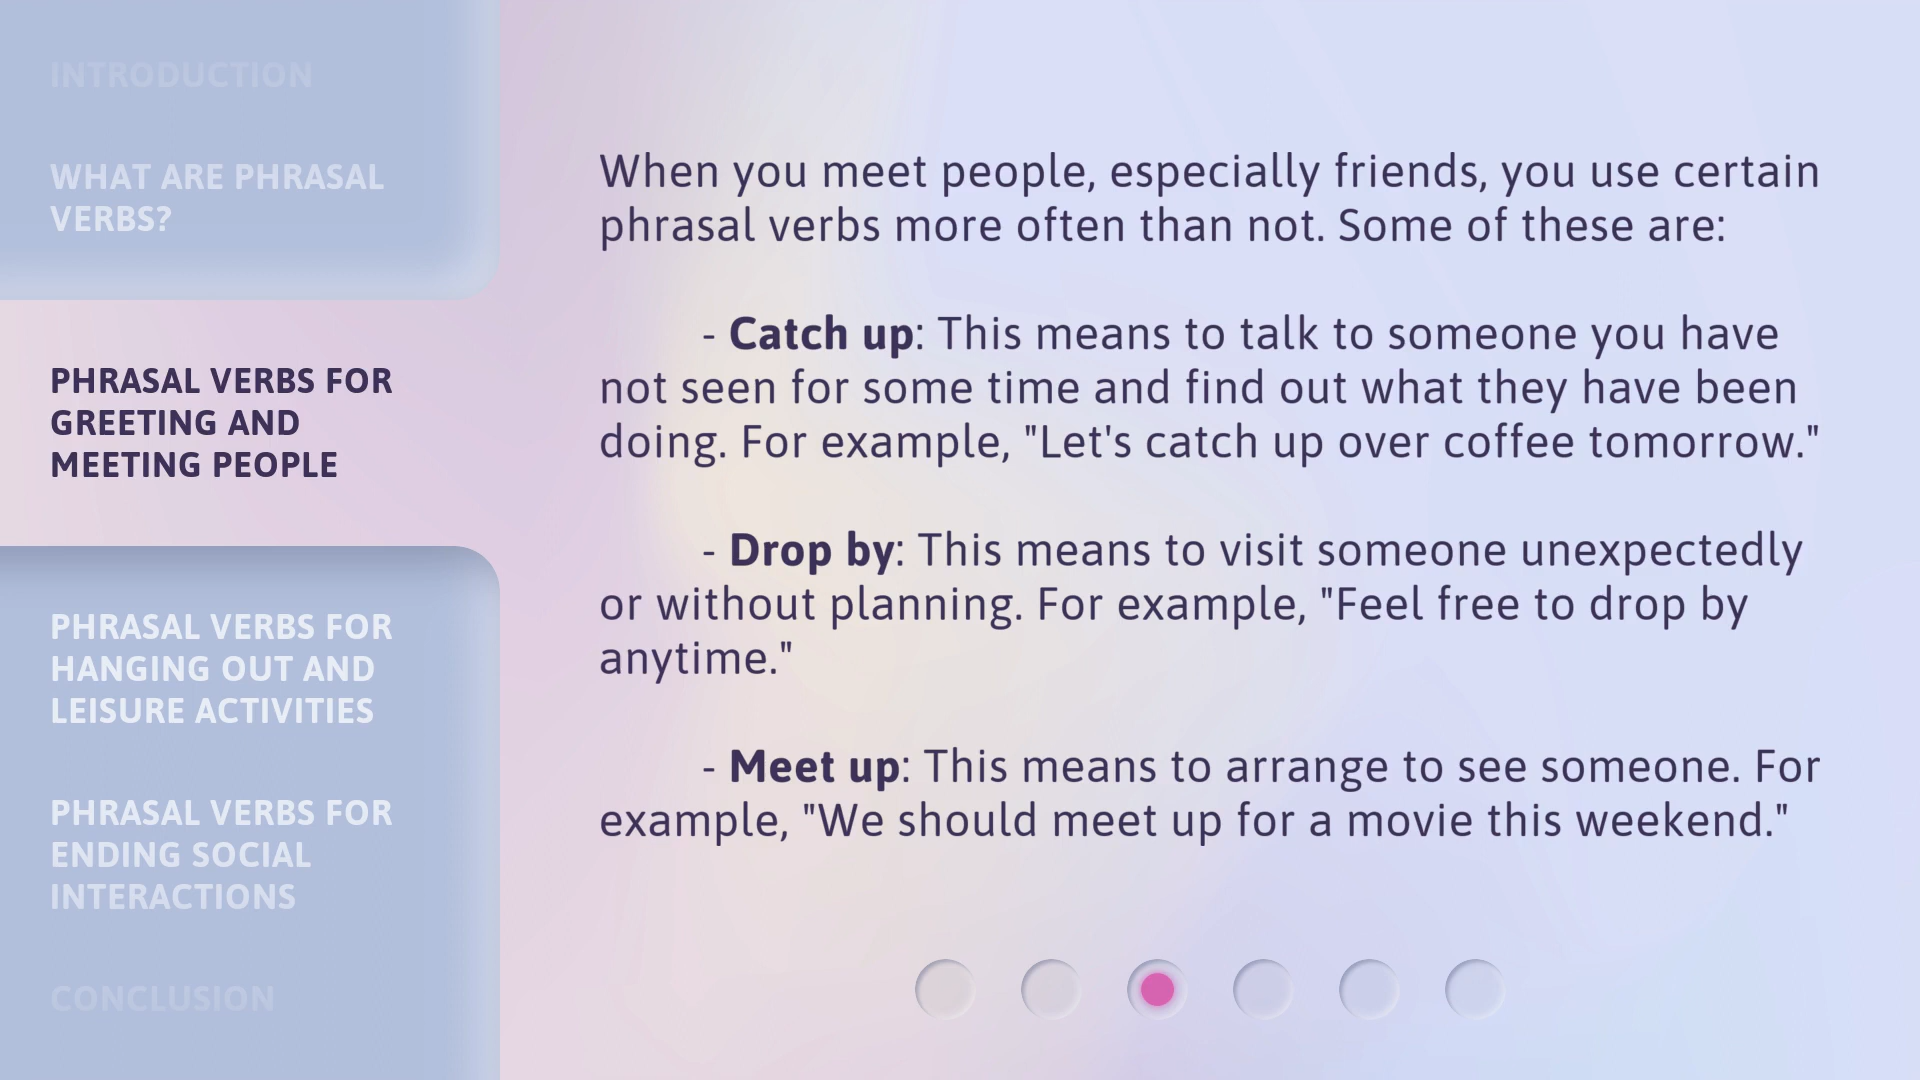 INTRODUCTION
WHAT ARE PHRASAL
VERBS?
PHRASAL VERBS FOR
GREETING AND
MEETING PEOPLE
PHRASAL VERBS FOR
HANGING OUT AND
LEISURE ACTIVITIES
PHRASAL VERBS FOR
ENDING SOCIAL
INTERACTIONS
CONCLUSION
When you meet people, especially friends, you use certain
phrasal verbs more often than not. Some of these are:
- Catch up: This means to talk to someone you have
not seen for some time and find out what they have been
doing. For example, "Let's catch up over coffee tomorrow."
- Drop by: This means to visit someone unexpectedly
or without planning. For example, "Feel free to drop by
anytime."
- Meet up: This means to arrange to see someone. For
example, "We should meet up for a movie this weekend."